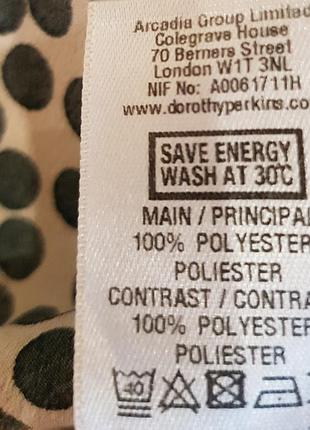 Arcadia Group Limited
Colegrave House
70 Berners Street
London W1T 3NL
NIF No: A0061711H
www.dorothyperkins.co
SAVE ENERGY
WASH AT 30°C
MAIN / PRINCIPA
100% POLYESTER
POLIESTER
CONTRAST / CONTRA
100% POLYESTER
POLIESTER
40